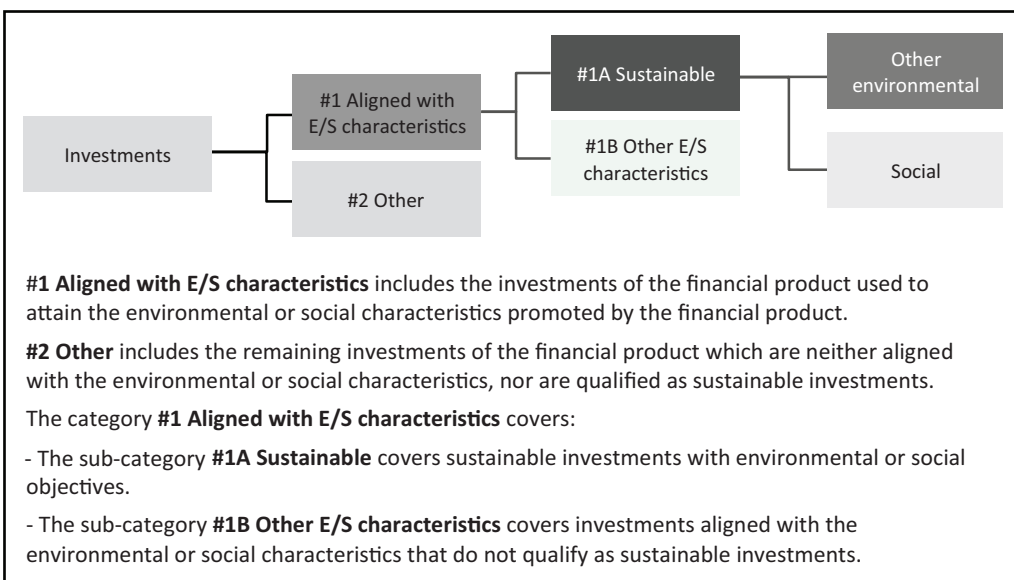 Investments
#1 Aligned with
E/S characteristics
#2 Other
#1A Sustainable
#1B Other E/S
characteristics
Other
environmental
Social
#1 Aligned with E/S characteristics includes the investments of the financial product used to
attain the environmental or social characteristics promoted by the financial product.
#2 Other includes the remaining investments of the financial product which are neither aligned
with the environmental or social characteristics, nor are qualified as sustainable investments.
The category #1 Aligned with E/S characteristics covers:
- The sub-category #1A Sustainable covers sustainable investments with environmental or social
objectives.
- The sub-category #1B Other E/S characteristics covers investments aligned with the
environmental or social characteristics that do not qualify as sustainable investments.